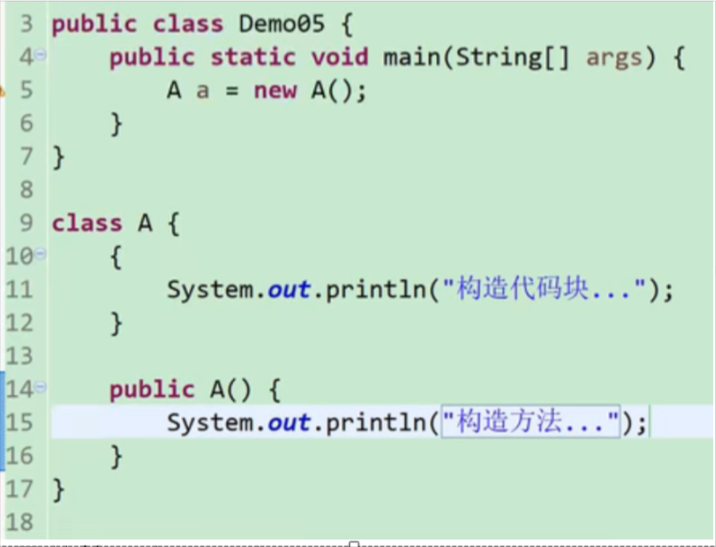 3 public class Demo05 {
4 public static void main(String[] args) {
5 A a = new A();
6 }
7 }
8
9 class A {
10 {
11 System.out.println("构造代码块...");
12 }
13
14 public A() {
15 System.out.println("构造方法...");
16 }
17 }
18